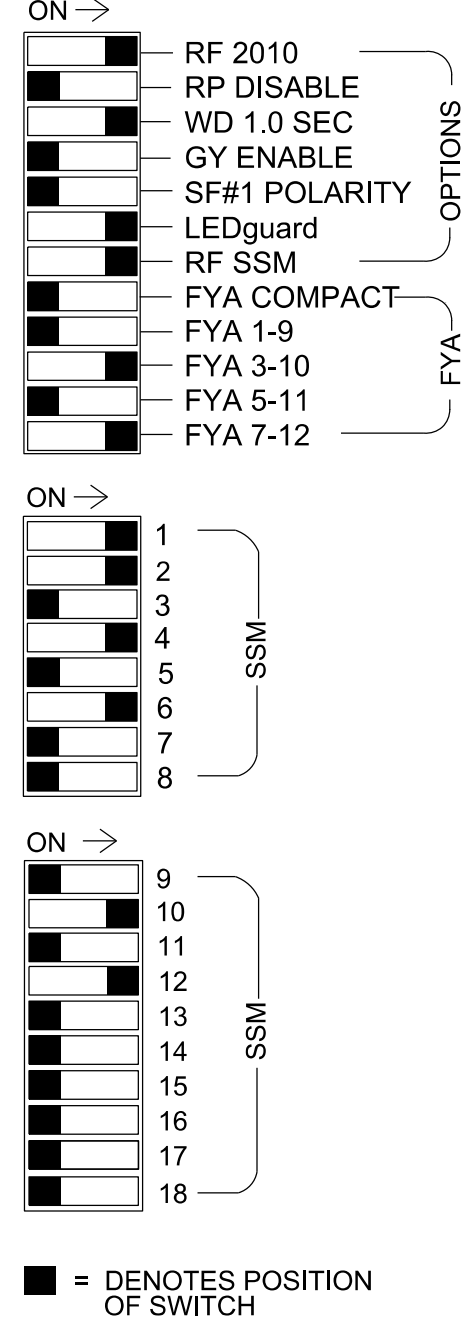 ON →
RF 2010
RP DISABLE
WD 1.0 SEC
GY ENABLE
SF#1 POLARITY
LEDguard
RF SSM
OPTIONS
FYA COMPACT
FYA 1-9
FYA 3-10
FYA 5-11
FYA 7-12
FYA
ON →
1
2
3
4
5
6
7
8
SSM
ON →
9
10
11
12
13
14
15
16
17
18
SSM
= DENOTES POSITION
OF SWITCH